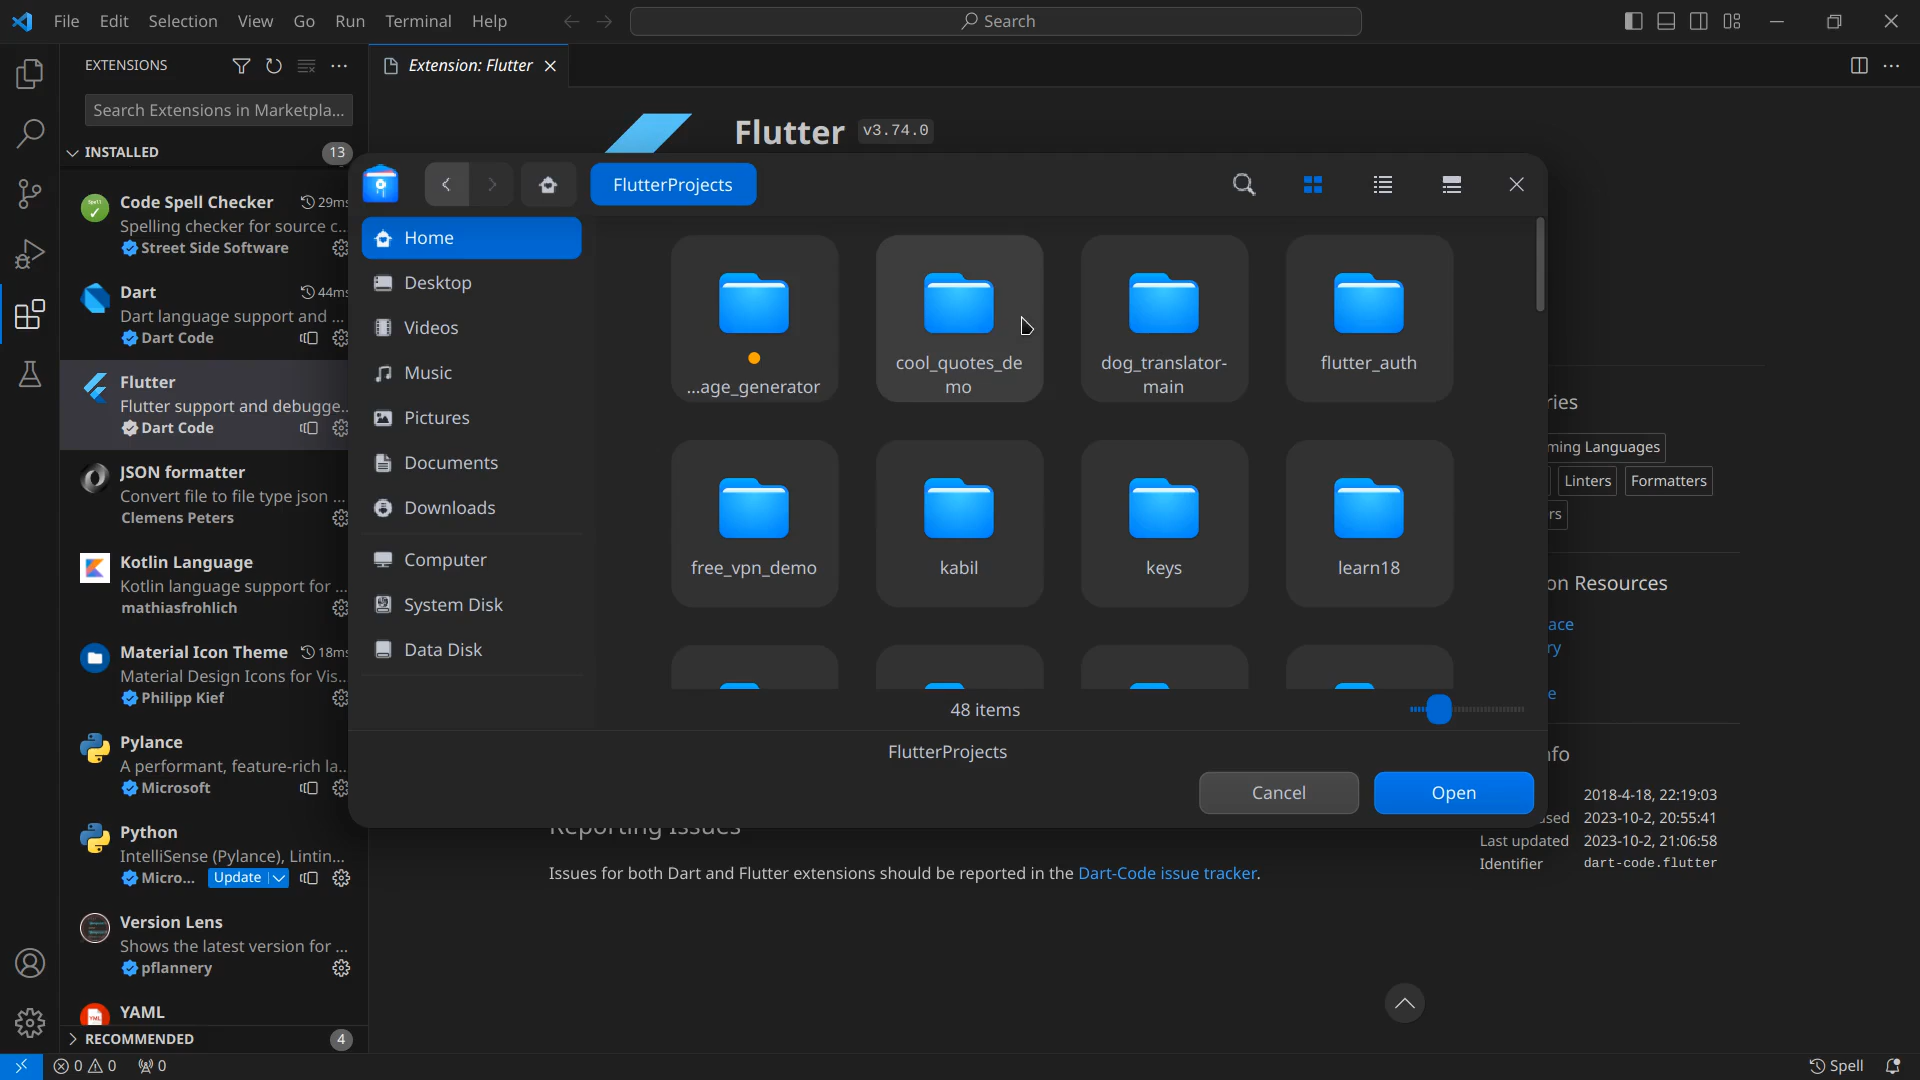 File Edit Selection View Go Run Terminal Help
Search
EXTENSIONS
Extension: Flutter
Search Extensions in Marketpla...
INSTALLED 13
Code Spell Checker 29ms
Spelling checker for source c...
Street Side Software
Dart 44ms
Dart language support and ...
Dart Code
Flutter
Flutter support and debugge...
Dart Code
JSON formatter
Convert file to file type json ...
Clemens Peters
Kotlin Language
Kotlin language support for ...
mathiasfrohlich
Material Icon Theme 18ms
Material Design Icons for Vis...
Philipp Kief
Pylance
A performant, feature-rich la...
Microsoft
Python
IntelliSense (Pylance), Lintin...
Micro... Update
Version Lens
Shows the latest version for ...
pflannery
YAML
RECOMMENDED 4
Flutter v3.74.0
FlutterProjects
Home
Desktop
Videos
Music
Pictures
Documents
Downloads
Computer
System Disk
Data Disk
...age_generator
cool_quotes_de
mo
dog_translator-
main
flutter_auth
free_vpn_demo
kabil
keys
learn18
48 items
FlutterProjects
Cancel Open
ries
ming Languages
Linters Formatters
rs
on Resources
ace
ry
e
nfo
2018-4-18, 22:19:03
sed 2023-10-2, 20:55:41
Last updated 2023-10-2, 21:06:58
Identifier dart-code.flutter
Reporting Issues
Issues for both Dart and Flutter extensions should be reported in the Dart-Code issue tracker.
0 0 0
Spell